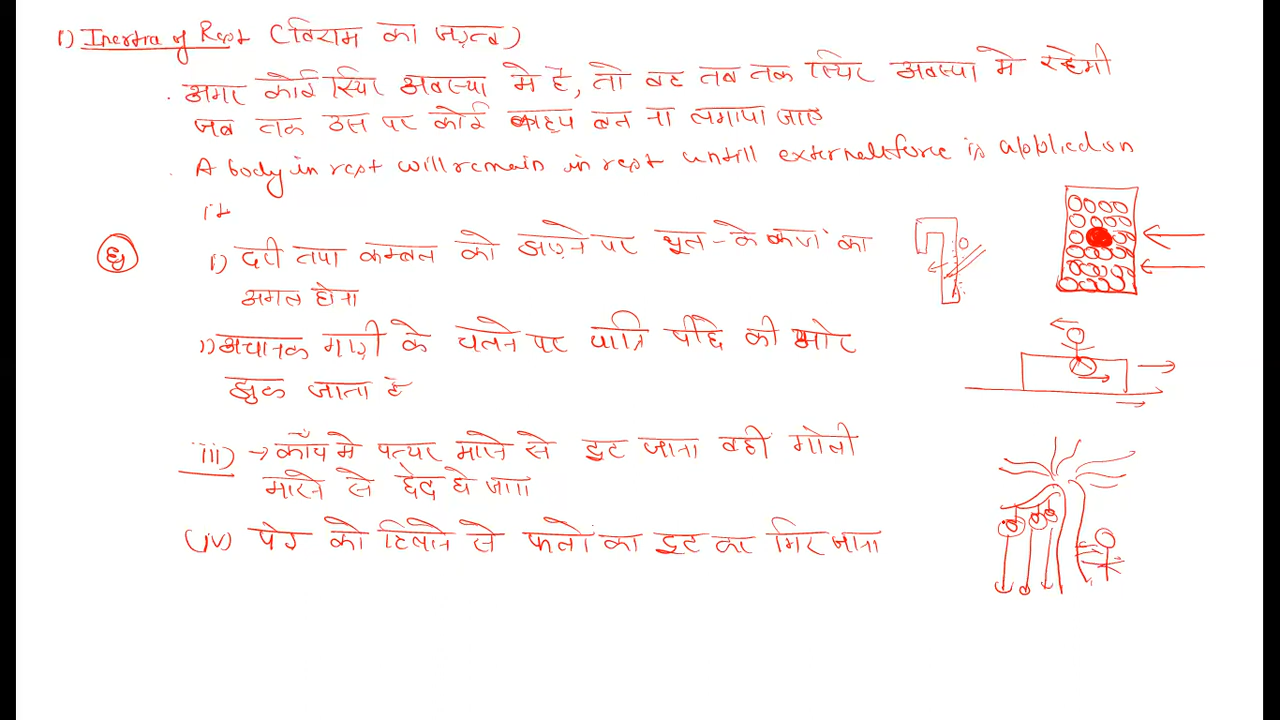 1) Inertia of Rest (विराम का जड़त्व)
. अगर कोई स्थिर अवस्था मे है, तो वह तब तक स्थिर अवस्था मे रहेगी
जब तक उस पर कोई बाह्य बल ना लगाया जाए
. A body in rest will remain in rest untill external force is applied on
it
i) दरी तथा कम्बल को झाड़ने पर धूल-के कणों का
अलग होना
ii) अचानक गाड़ी के चलने पर यात्रि पीछे की ओर
झुक जाता है
iii) → काँच मे पत्थर मारने से टुट जाना वही गोली
मारने से छेद हो जाना
(iv) पेड़ को हिलाने से फलो का टुट कर गिर जाना